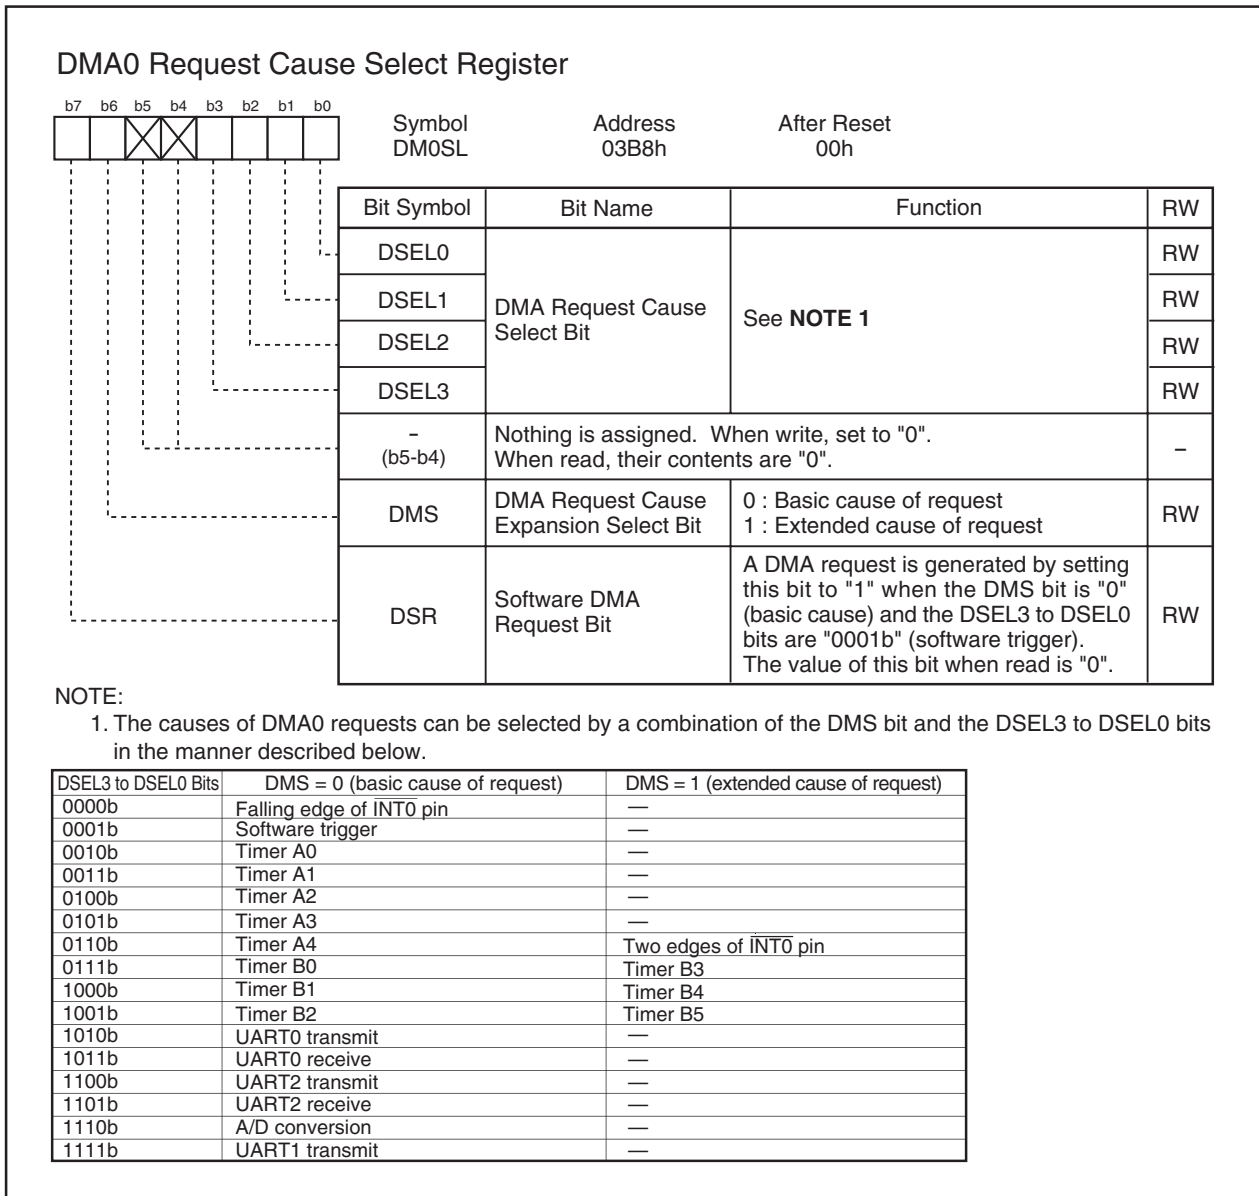 DMA0 Request Cause Select Register
b7 b6 b5 b4 b3 b2 b1 b0
Symbol Address After Reset
DM0SL 03B8h 00h
Bit Symbol Bit Name Function RW
DSEL0 RW
DSEL1 RW
DMA Request Cause
Select Bit
See NOTE 1
DSEL2 RW
DSEL3 RW
–
(b5-b4)
Nothing is assigned. When write, set to "0".
When read, their contents are "0".
–
DMS
DMA Request Cause
Expansion Select Bit
0 : Basic cause of request
1 : Extended cause of request
RW
DSR
Software DMA
Request Bit
A DMA request is generated by setting
this bit to "1" when the DMS bit is "0"
(basic cause) and the DSEL3 to DSEL0
bits are "0001b" (software trigger).
The value of this bit when read is "0".
RW
NOTE:
1. The causes of DMA0 requests can be selected by a combination of the DMS bit and the DSEL3 to DSEL0 bits
in the manner described below.
DSEL3 to DSEL0 Bits DMS = 0 (basic cause of request) DMS = 1 (extended cause of request)
0000b Falling edge of I̅N̅T̅0̅ pin —
0001b Software trigger —
0010b Timer A0 —
0011b Timer A1 —
0100b Timer A2 —
0101b Timer A3 —
0110b Timer A4 Two edges of I̅N̅T̅0̅ pin
0111b Timer B0 Timer B3
1000b Timer B1 Timer B4
1001b Timer B2 Timer B5
1010b UART0 transmit —
1011b UART0 receive —
1100b UART2 transmit —
1101b UART2 receive —
1110b A/D conversion —
1111b UART1 transmit —